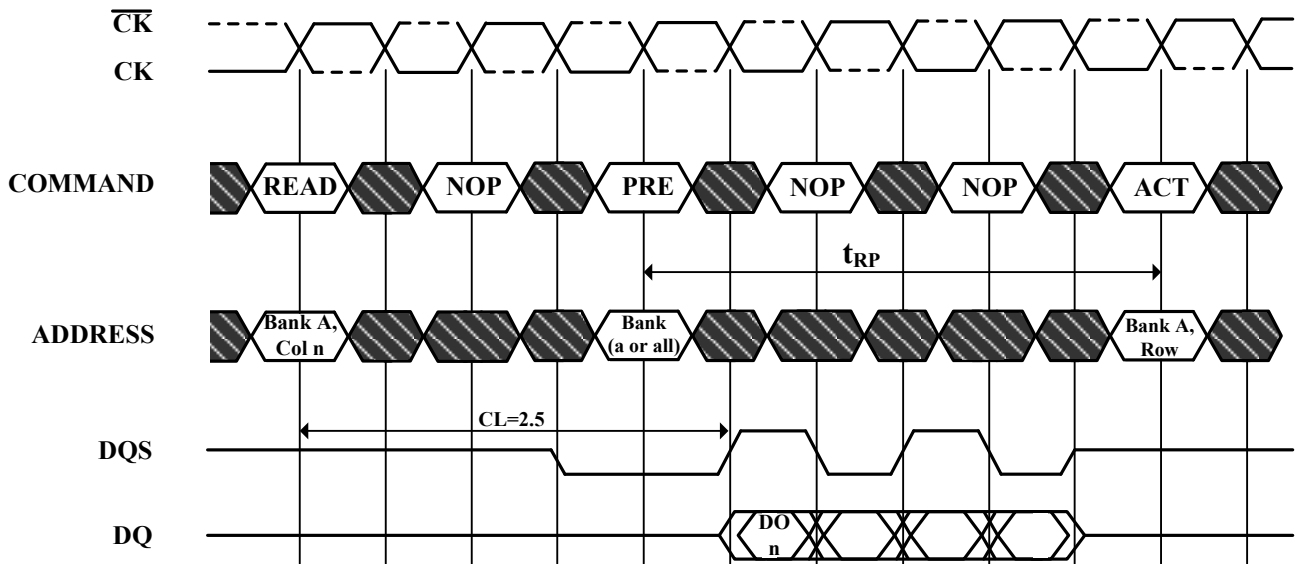 CK
CK
COMMAND
READ
NOP
PRE
NOP
NOP
ACT
tRP
ADDRESS
Bank A,
Col n
Bank
(a or all)
Bank A,
Row
CL=2.5
DQS
DQ
DO
n